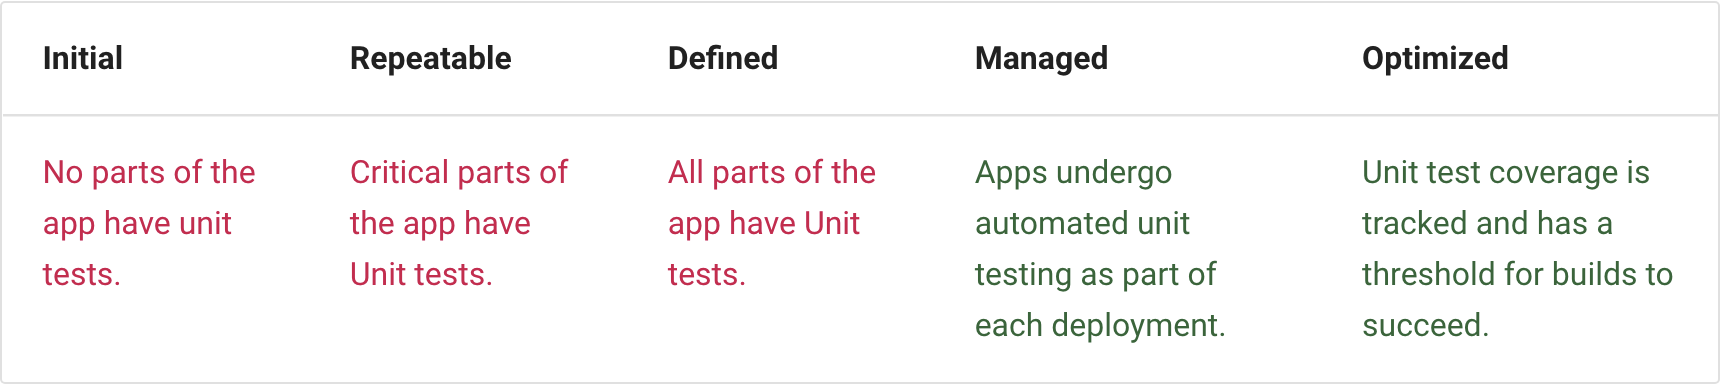 Initial
Repeatable
Defined
Managed
Optimized
No parts of the
app have unit
tests.
Critical parts of
the app have
Unit tests.
All parts of the
app have Unit
tests.
Apps undergo
automated unit
testing as part of
each deployment.
Unit test coverage is
tracked and has a
threshold for builds to
succeed.